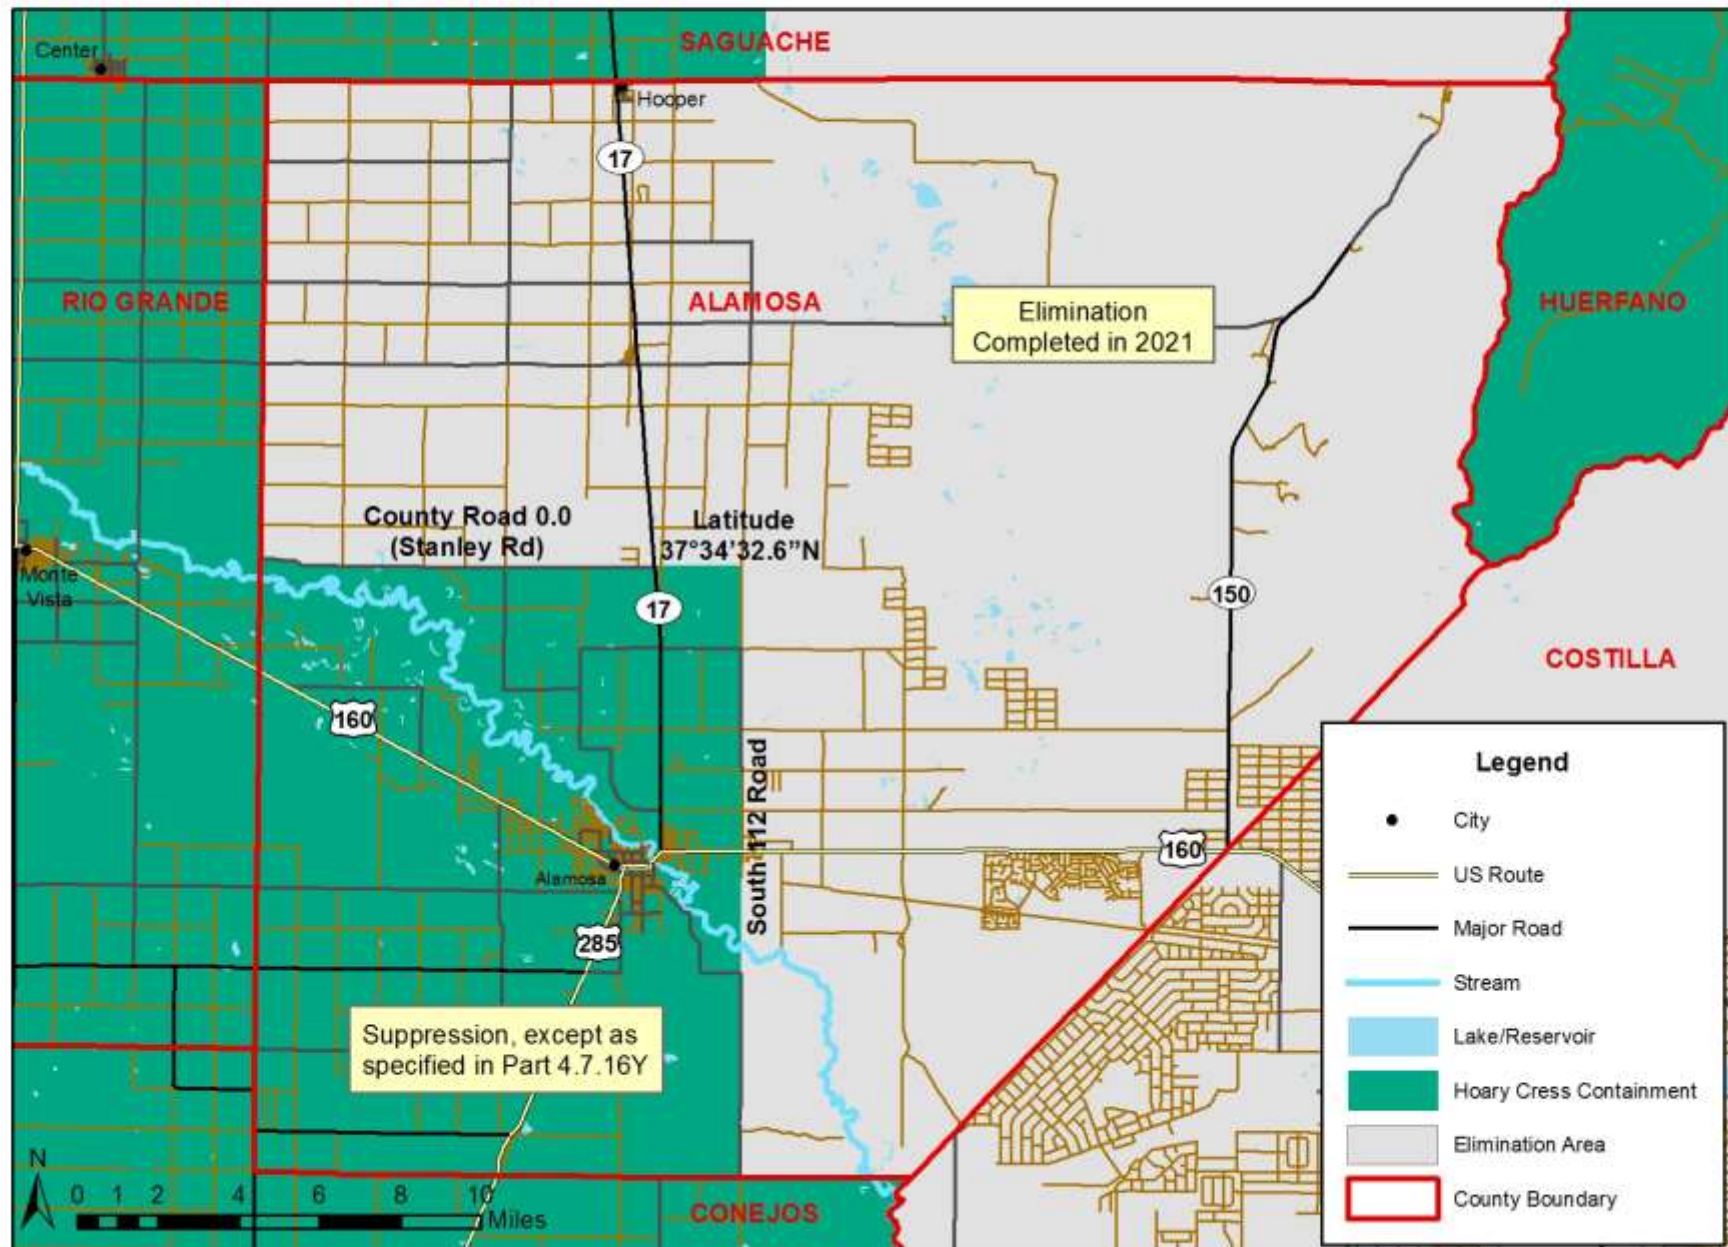 SAGUACHE
Center
Hooper
17
RIO GRANDE
ALAMOSA
HUERFANO
Elimination
Completed in 2021
County Road 0.0
(Stanley Rd)
Latitude
37°34'32.6"N
Monte
Vista
17
150
COSTILLA
160
South 112 Road
160
Alamosa
285
Suppression, except as
specified in Part 4.7.16Y
CONEJOS
N
0 1 2 4 6 8 10
Miles
Legend
City
US Route
Major Road
Stream
Lake/Reservoir
Hoary Cress Containment
Elimination Area
County Boundary